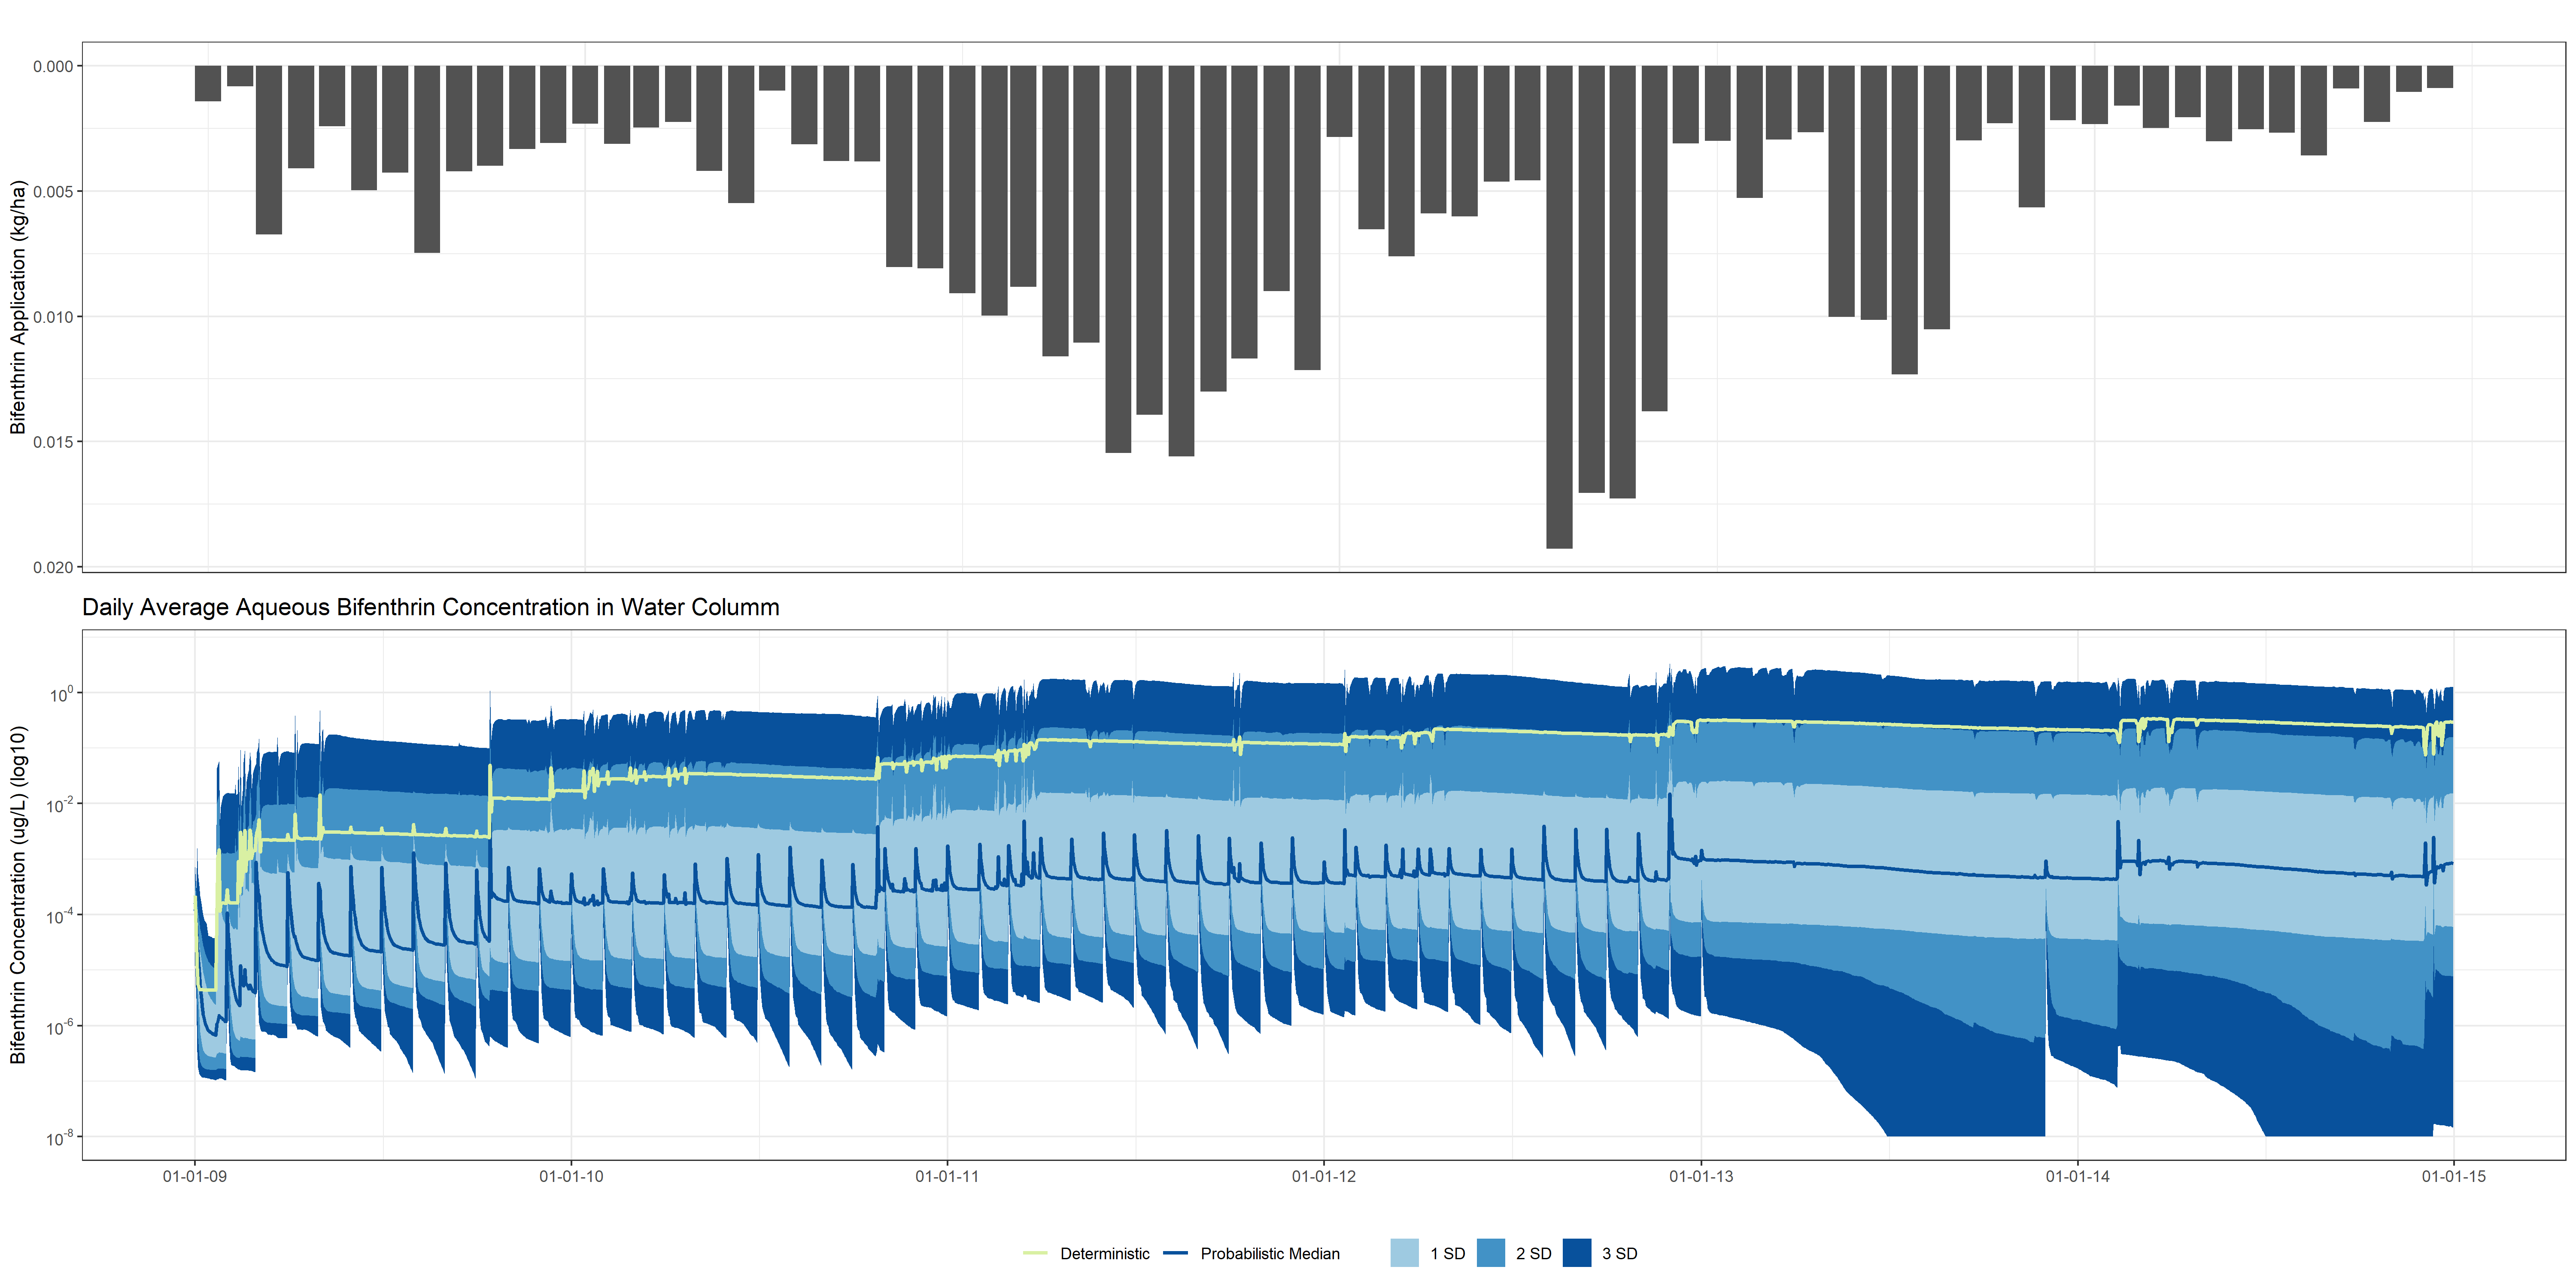 Bifenthrin Application (kg/ha)
0.000
0.005
0.010
0.015
0.020
Daily Average Aqueous Bifenthrin Concentration in Water Columm
Bifenthrin Concentration (ug/L) (log10)
10^0
10^-2
10^-4
10^-6
10^-8
01-01-09 01-01-10 01-01-11 01-01-12 01-01-13 01-01-14 01-01-15
Deterministic Probabilistic Median 1 SD 2 SD 3 SD